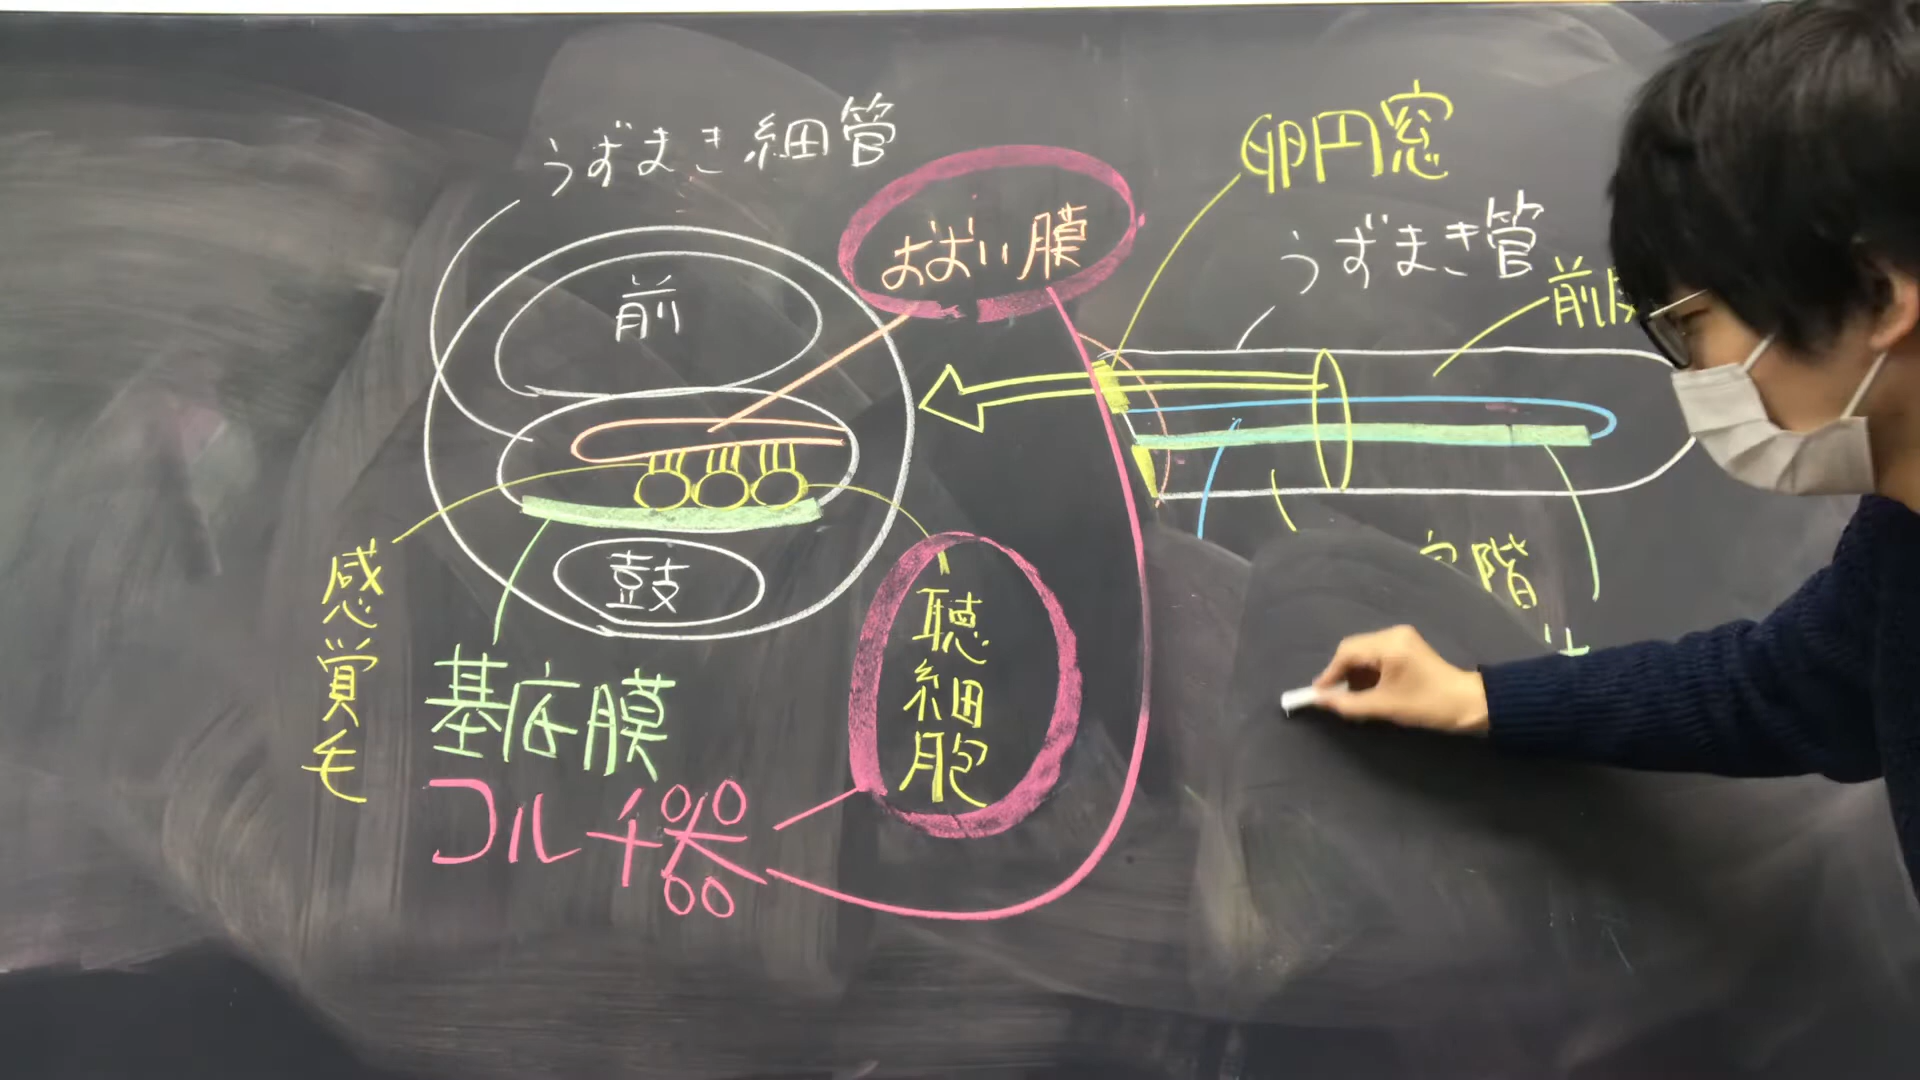 うずまき細管
おおい膜
卵円窓
うずまき管
前
前
鼓
感覚毛
基底膜
聴細胞
コルチ器
階